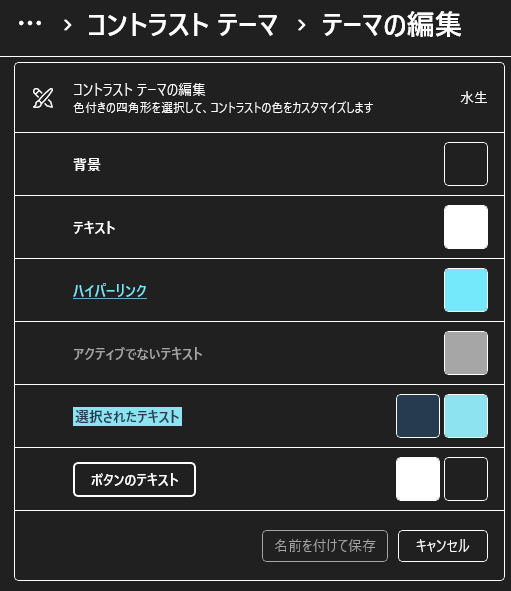 … > コントラスト テーマ > テーマの編集
コントラスト テーマの編集
色付きの四角形を選択して、コントラストの色をカスタマイズします
水生
背景
テキスト
ハイパーリンク
アクティブでないテキスト
選択されたテキスト
ボタンのテキスト
名前を付けて保存
キャンセル